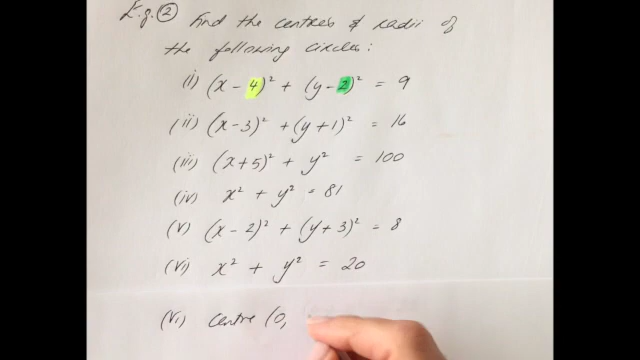 E.g. ② Find the centres & radii of
the following circles:
(i) (x - 4)² + (y - 2)² = 9
(ii) (x - 3)² + (y + 1)² = 16
(iii) (x + 5)² + y² = 100
(iv) x² + y² = 81
(v) (x - 2)² + (y + 3)² = 8
(vi) x² + y² = 20
(vi) centre (0,